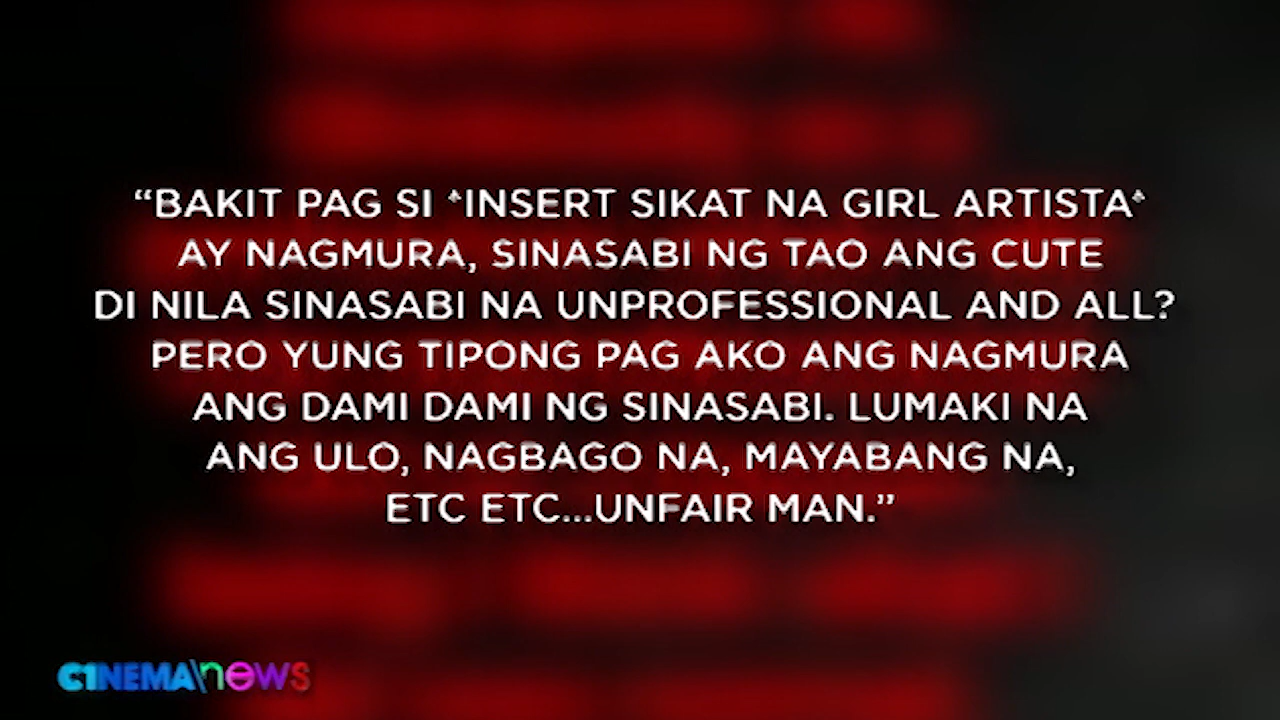 “BAKIT PAG SI *INSERT SIKAT NA GIRL ARTISTA*
AY NAGMURA, SINASABI NG TAO ANG CUTE
DI NILA SINASABI NA UNPROFESSIONAL AND ALL?
PERO YUNG TIPONG PAG AKO ANG NAGMURA
ANG DAMI DAMI NG SINASABI. LUMAKI NA
ANG ULO, NAGBAGO NA, MAYABANG NA,
ETC ETC...UNFAIR MAN.”
C1NEMA\news